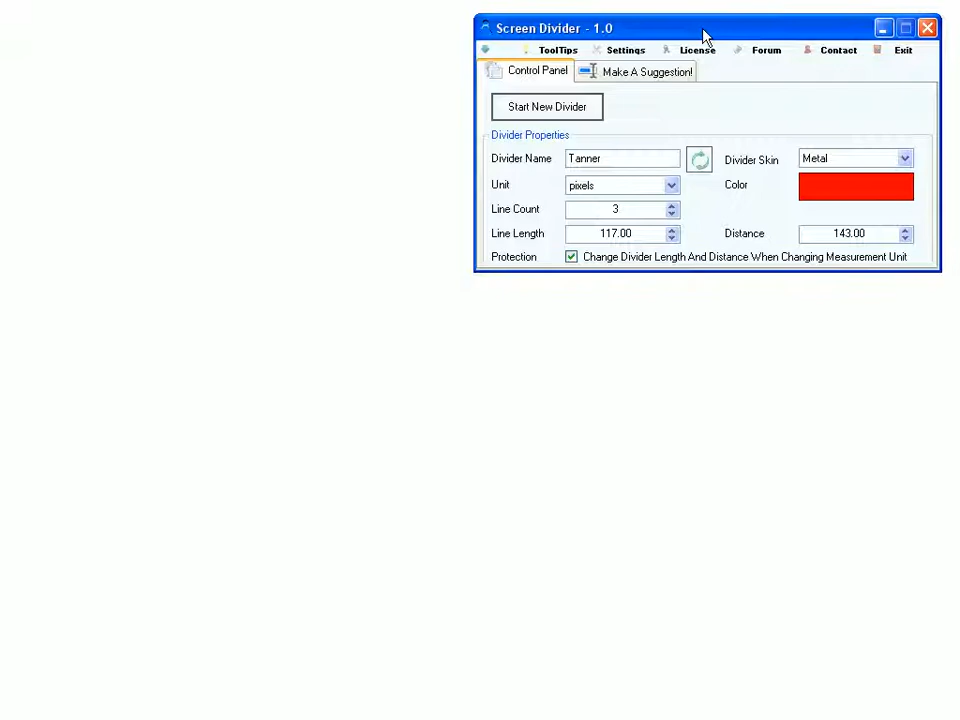 Screen Divider - 1.0
ToolTips Settings License Forum Contact Exit
Control Panel Make A Suggestion!
Start New Divider
Divider Properties
Divider Name Tanner Divider Skin Metal
Unit pixels Color
Line Count 3
Line Length 117.00 Distance 143.00
Protection Change Divider Length And Distance When Changing Measurement Unit